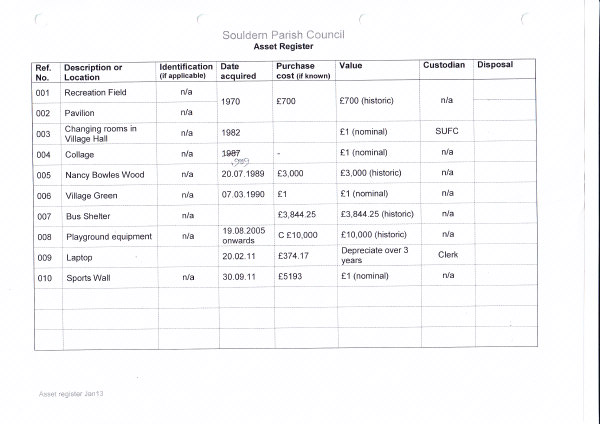 Souldern Parish Council
Asset Register
Ref. No. Description or Location Identification (if applicable) Date acquired Purchase cost (if known) Value Custodian Disposal
001 Recreation Field n/a 1970 £700 £700 (historic) n/a
002 Pavilion n/a
003 Changing rooms in Village Hall n/a 1982 £1 (nominal) SUFC
004 Collage n/a 1987 - £1 (nominal) n/a
005 Nancy Bowles Wood n/a 20.07.1989 £3,000 £3,000 (historic) n/a
006 Village Green n/a 07.03.1990 £1 £1 (nominal) n/a
007 Bus Shelter n/a £3,844.25 £3,844.25 (historic) n/a
008 Playground equipment n/a 19.08.2005 onwards C £10,000 £10,000 (historic) n/a
009 Laptop 20.02.11 £374.17 Depreciate over 3 years Clerk
010 Sports Wall n/a 30.09.11 £5193 £1 (nominal) n/a
Asset register Jan13